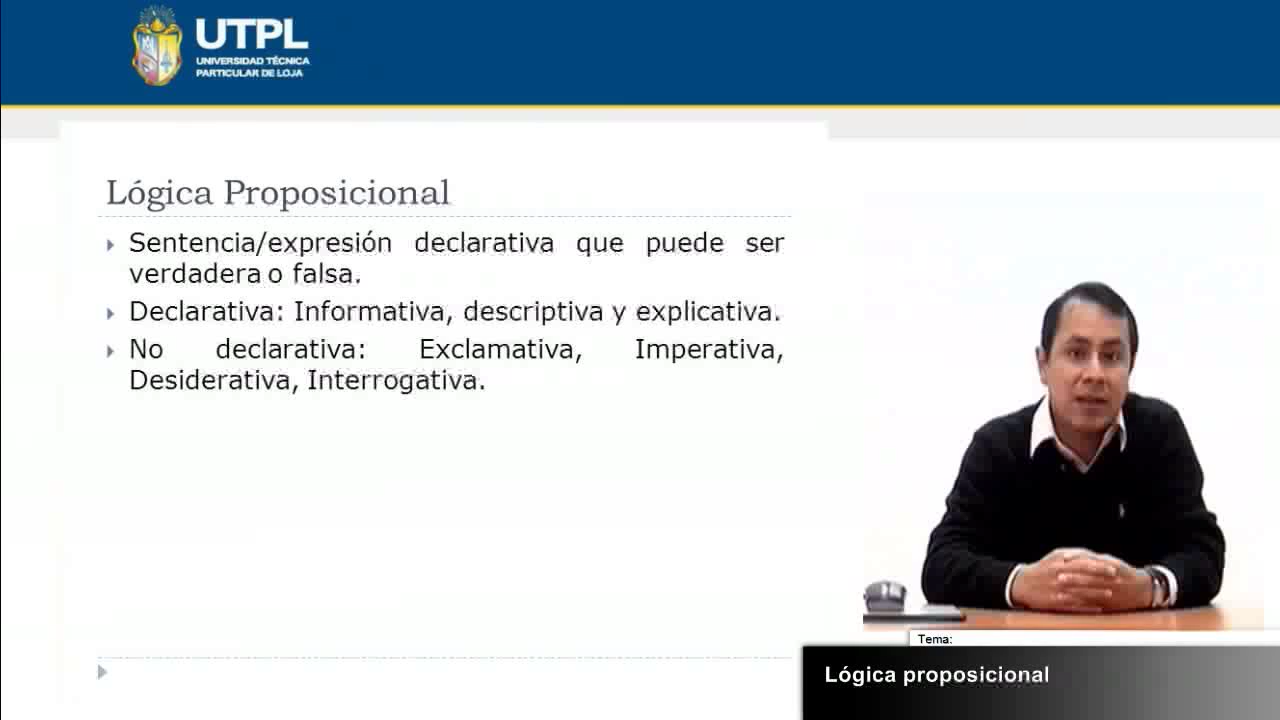 UTPL
UNIVERSIDAD TÉCNICA
PARTICULAR DE LOJA
Lógica Proposicional
Sentencia/expresión declarativa que puede ser
verdadera o falsa.
Declarativa: Informativa, descriptiva y explicativa.
No declarativa: Exclamativa, Imperativa,
Desiderativa, Interrogativa.
Tema:
Lógica proposicional